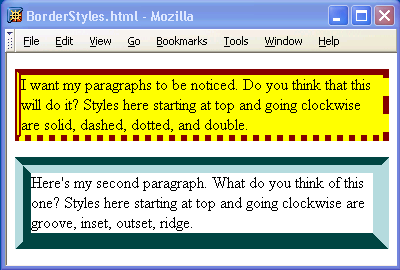 BorderStyles.html - Mozilla
File Edit View Go Bookmarks Tools Window Help
I want my paragraphs to be noticed. Do you think that this
will do it? Styles here starting at top and going clockwise
are solid, dashed, dotted, and double.
Here's my second paragraph. What do you think of this
one? Styles here starting at top and going clockwise are
groove, inset, outset, ridge.